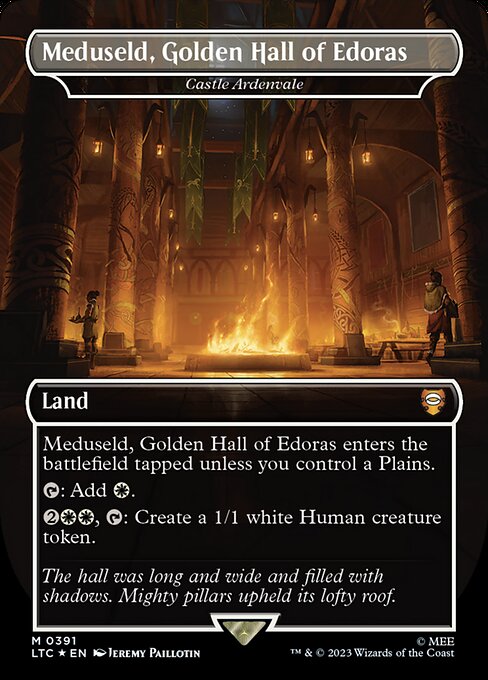 Meduseld, Golden Hall of Edoras
Castle Ardenvale
Land
Meduseld, Golden Hall of Edoras enters the
battlefield tapped unless you control a Plains.
: Add .
2, : Create a 1/1 white Human creature
token.
The hall was long and wide and filled with
shadows. Mighty pillars upheld its lofty roof.
M 0391
LTC ★ EN JEREMY PAILLOTIN
© MEE
™ & © 2023 Wizards of the Coast